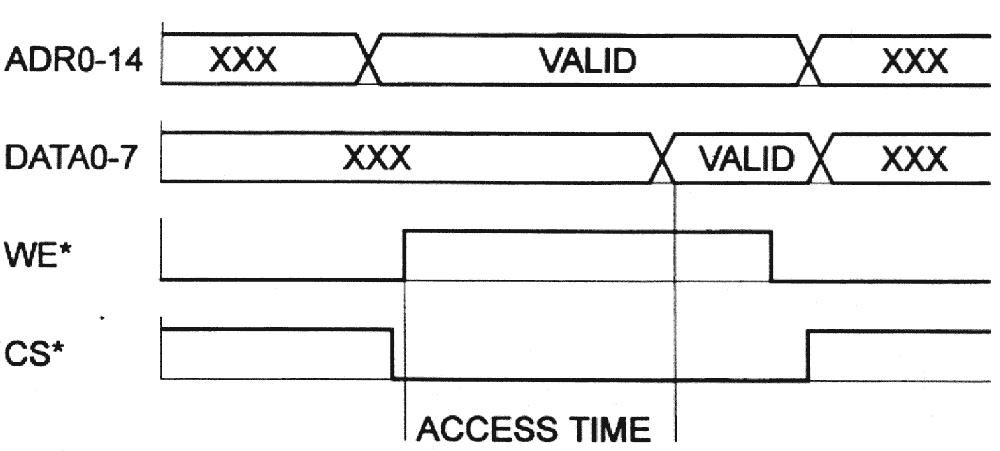 ADR0-14 XXX VALID XXX
DATA0-7 XXX VALID XXX
WE*
CS*
ACCESS TIME